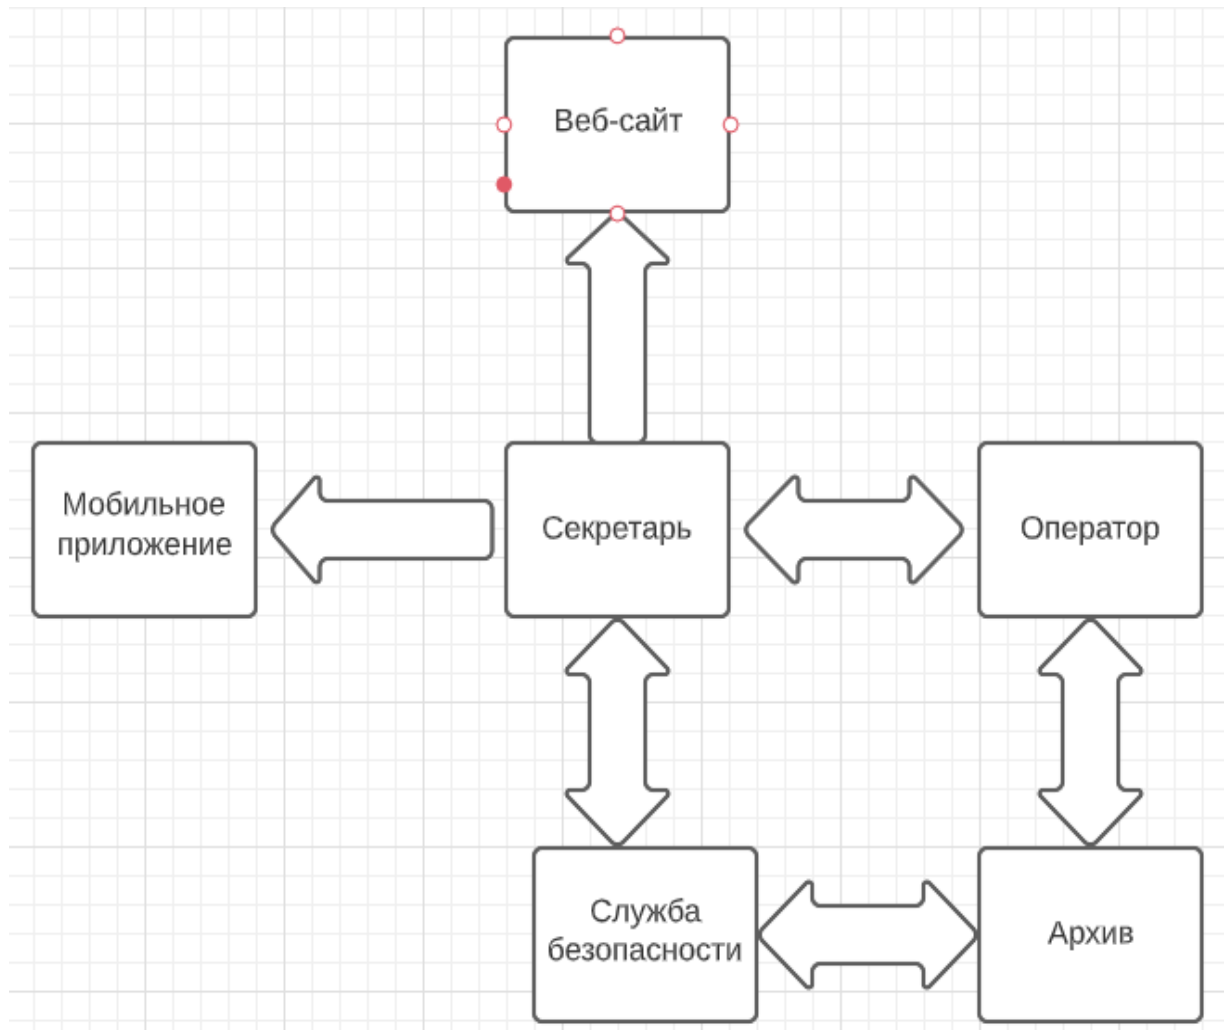 Веб-сайт
Мобильное
приложение
Секретарь
Оператор
Служба
безопасности
Архив